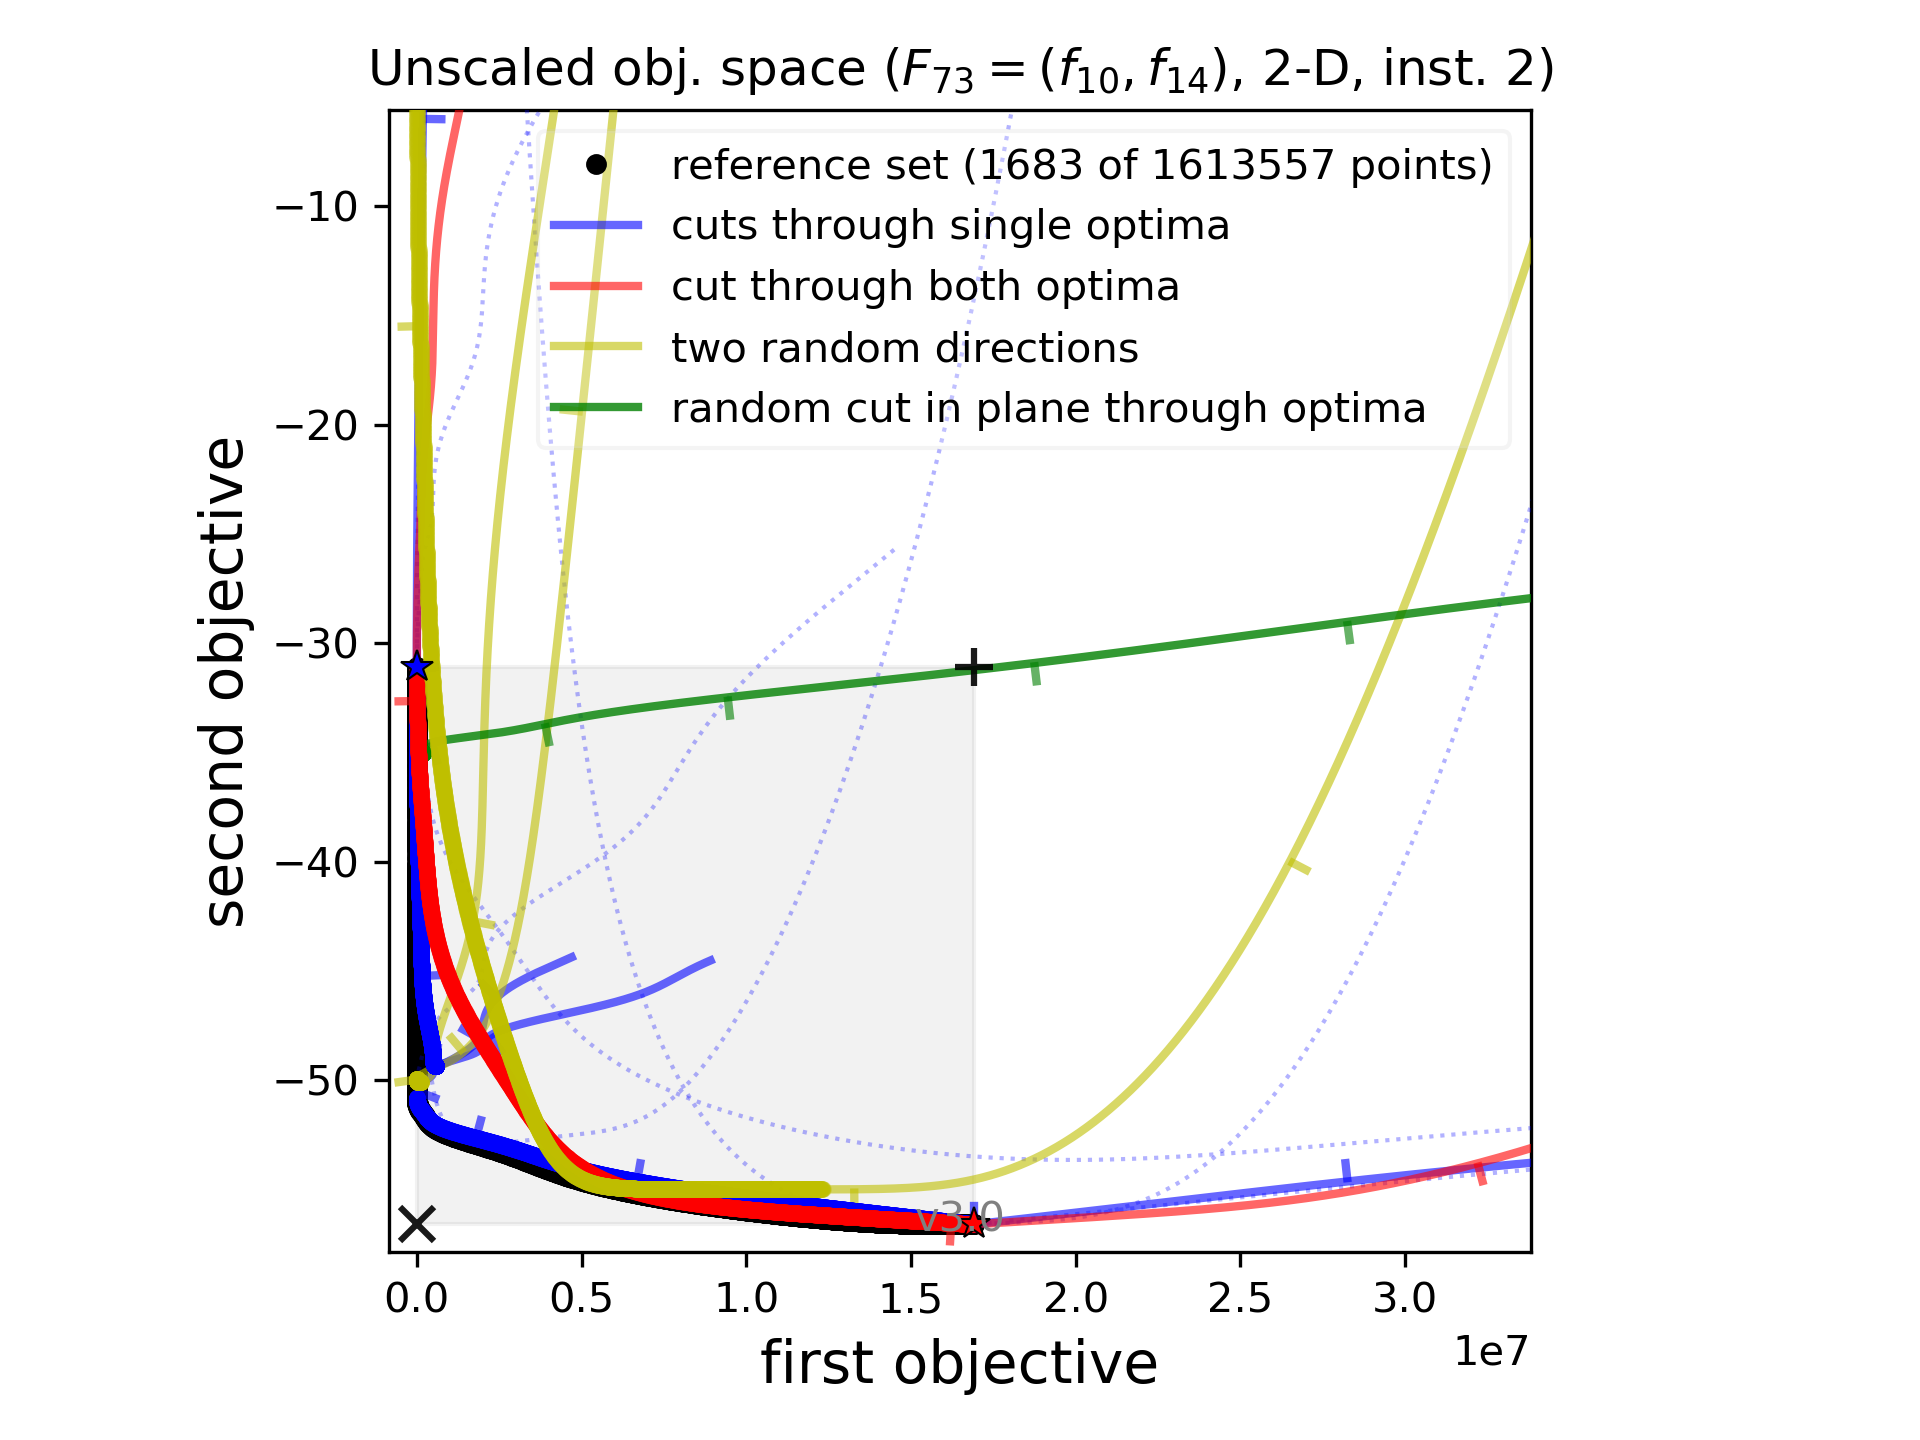 Unscaled obj. space (F73 = (f10, f14), 2-D, inst. 2)
reference set (1683 of 1613557 points)
cuts through single optima
cut through both optima
two random directions
random cut in plane through optima
second objective
−10
−20
−30
−40
−50
v3.0
0.0 0.5 1.0 1.5 2.0 2.5 3.0
1e7
first objective